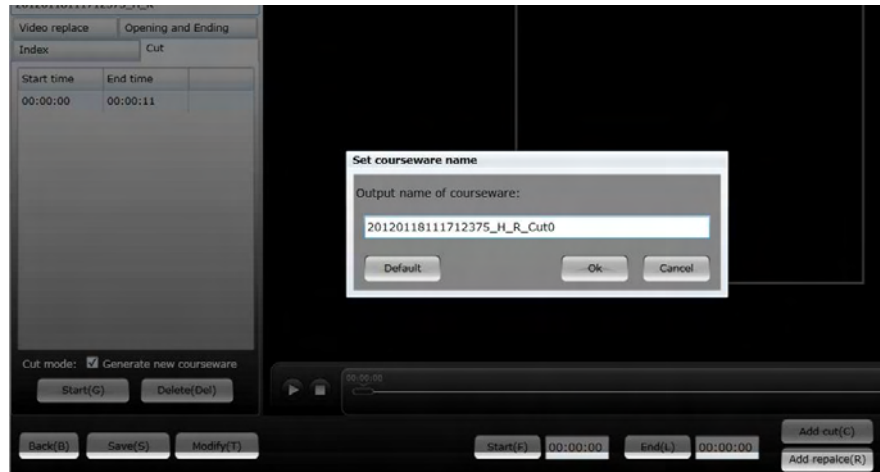 20120118111712375_H_R
Video replace Opening and Ending
Index Cut
Start time End time
00:00:00 00:00:11
Set courseware name
Output name of courseware:
20120118111712375_H_R_Cut0
Default Ok Cancel
Cut mode: Generate new courseware
Start(G) Delete(Del)
00:00:00
Back(B) Save(S) Modify(T)
Start(F) 00:00:00 End(L) 00:00:00
Add cut(C)
Add repalce(R)